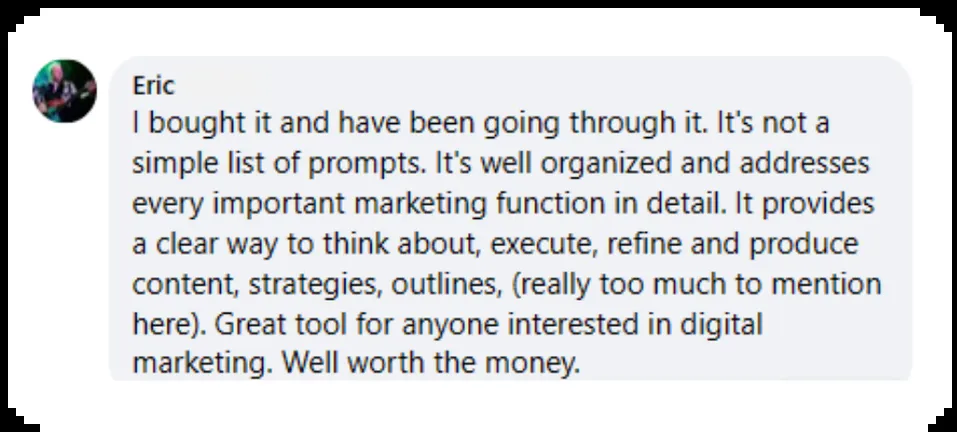 Eric
I bought it and have been going through it. It's not a
simple list of prompts. It's well organized and addresses
every important marketing function in detail. It provides
a clear way to think about, execute, refine and produce
content, strategies, outlines, (really too much to mention
here). Great tool for anyone interested in digital
marketing. Well worth the money.